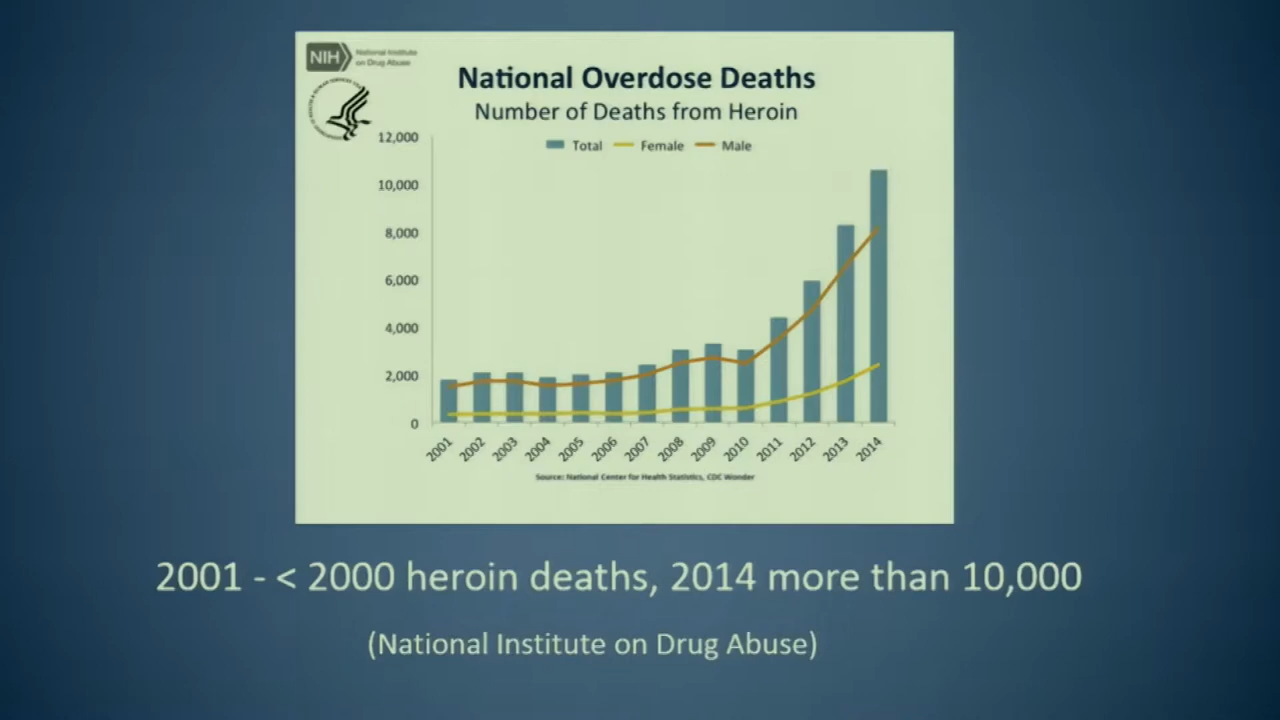 NIH
National Institute
on Drug Abuse
National Overdose Deaths
Number of Deaths from Heroin
Total Female Male
12,000
10,000
8,000
6,000
4,000
2,000
0
2001 2002 2003 2004 2005 2006 2007 2008 2009 2010 2011 2012 2013 2014
Source: National Center for Health Statistics, CDC Wonder
2001 - < 2000 heroin deaths, 2014 more than 10,000
(National Institute on Drug Abuse)